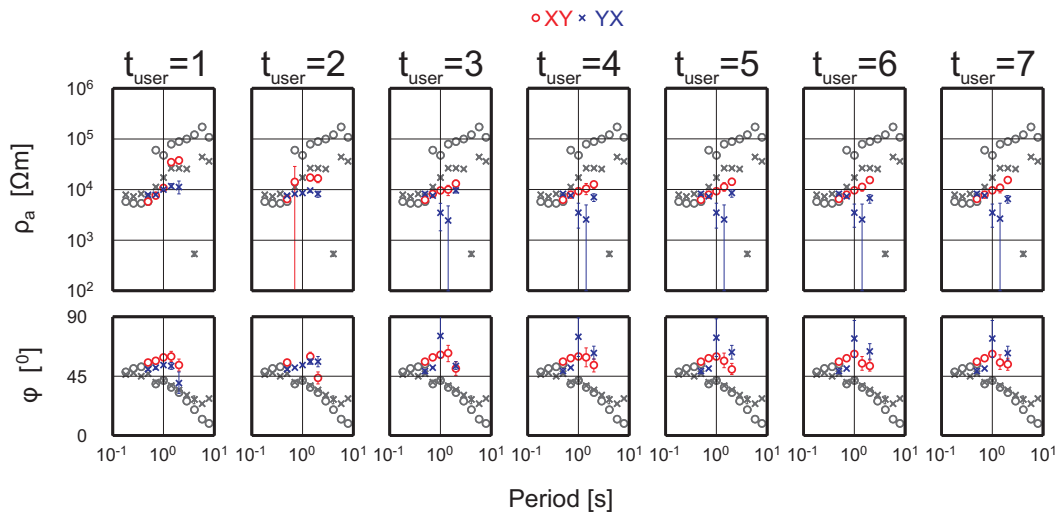 XY YX
t_user=1 t_user=2 t_user=3 t_user=4 t_user=5 t_user=6 t_user=7
10^6
10^5
10^4
10^3
10^2
ρ_a [Ωm]
90
45
0
φ [^0]
10^-1 10^0 10^1 10^-1 10^0 10^1 10^-1 10^0 10^1 10^-1 10^0 10^1 10^-1 10^0 10^1 10^-1 10^0 10^1 10^-1 10^0 10^1
Period [s]